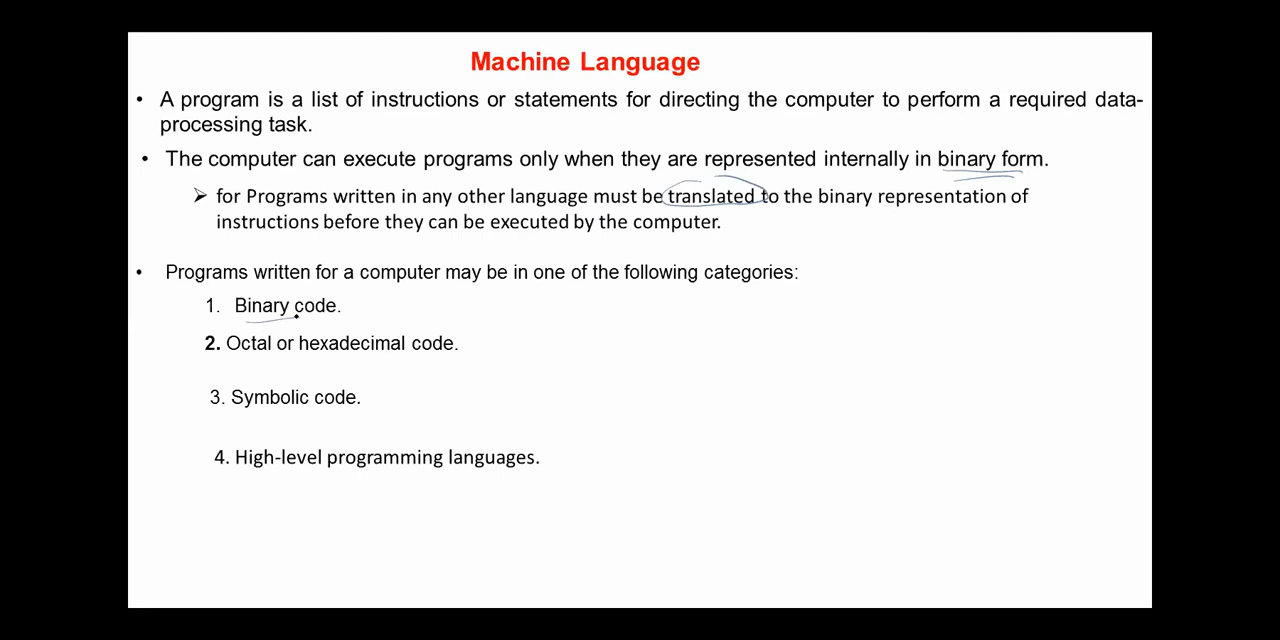 Machine Language
• A program is a list of instructions or statements for directing the computer to perform a required data-
processing task.
• The computer can execute programs only when they are represented internally in binary form.
➢ for Programs written in any other language must be translated to the binary representation of
instructions before they can be executed by the computer.
• Programs written for a computer may be in one of the following categories:
1. Binary code.
2. Octal or hexadecimal code.
3. Symbolic code.
4. High-level programming languages.